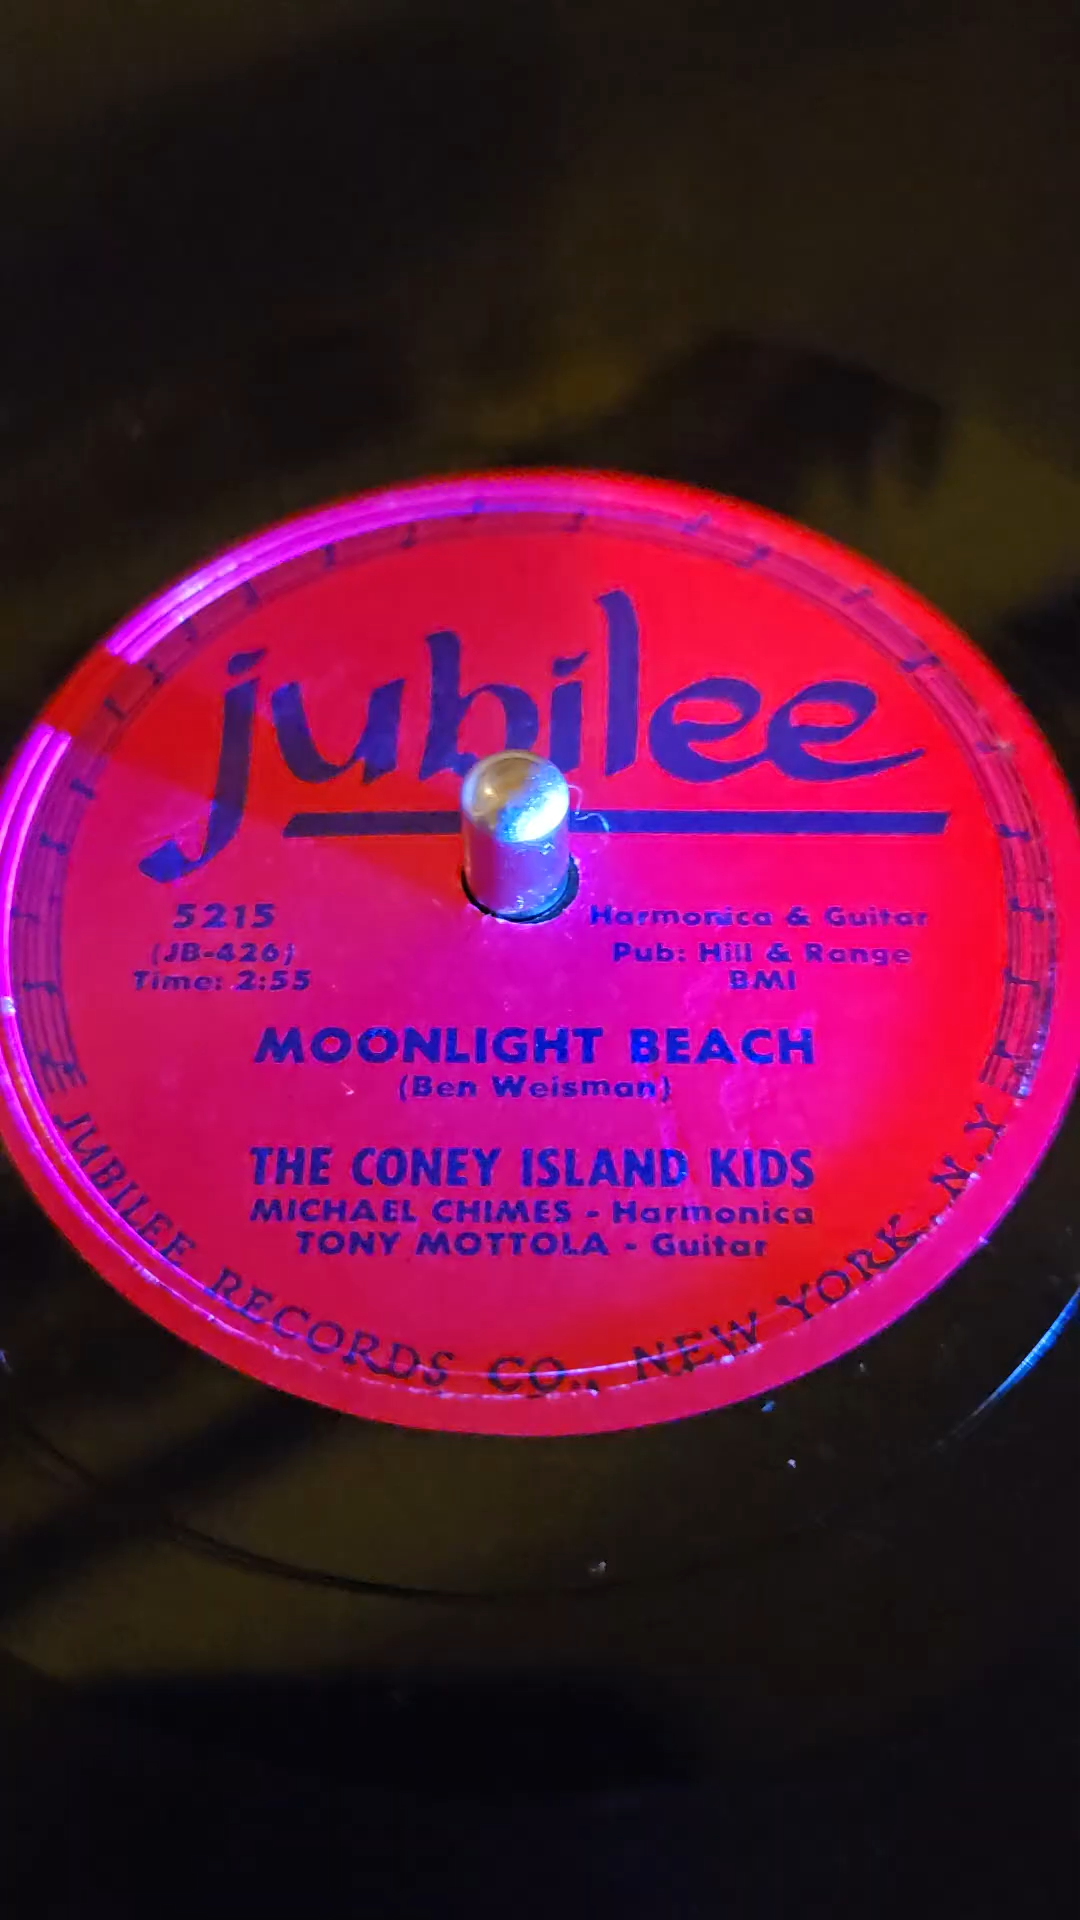 jubilee
5215
(JB-426)
Time: 2:55
Harmonica & Guitar
Pub: Hill & Range
BMI
MOONLIGHT BEACH
(Ben Weisman)
THE CONEY ISLAND KIDS
MICHAEL CHIMES - Harmonica
TONY MOTTOLA - Guitar
JUBILEE RECORDS CO., NEW YORK, N.Y.